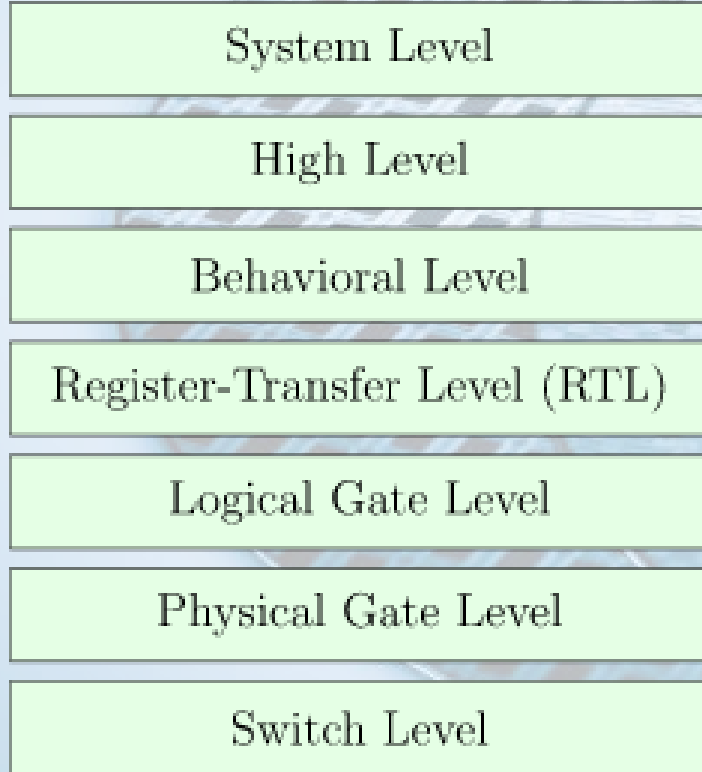 System Level
High Level
Behavioral Level
Register-Transfer Level (RTL)
Logical Gate Level
Physical Gate Level
Switch Level